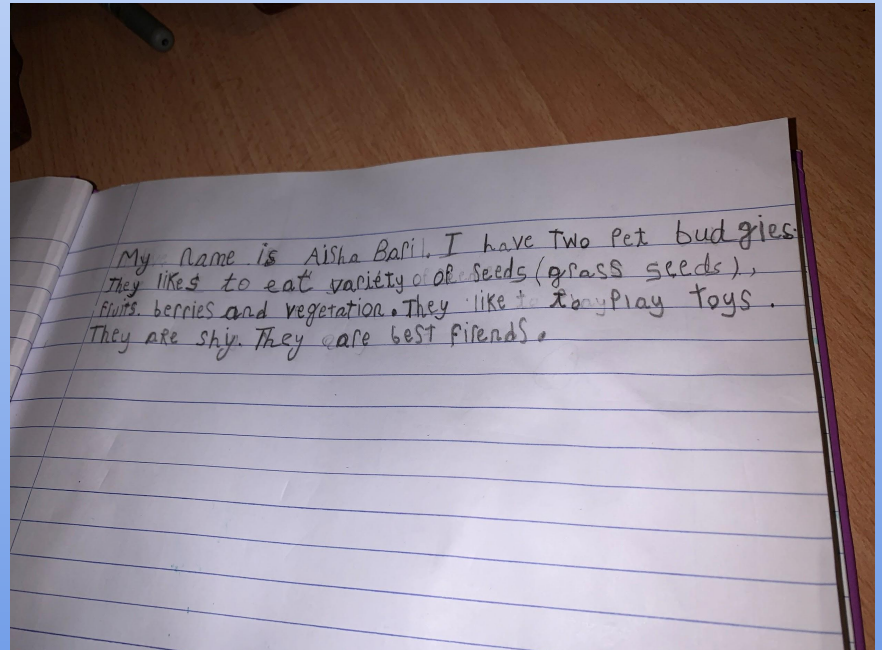 My name is Aisha Bafil. I have Two Pet budgies.
They likes to eat variety of seeds (grass seeds),
fruits. berries and vegetation. They like to Play toys.
They are shy. They are best firends.